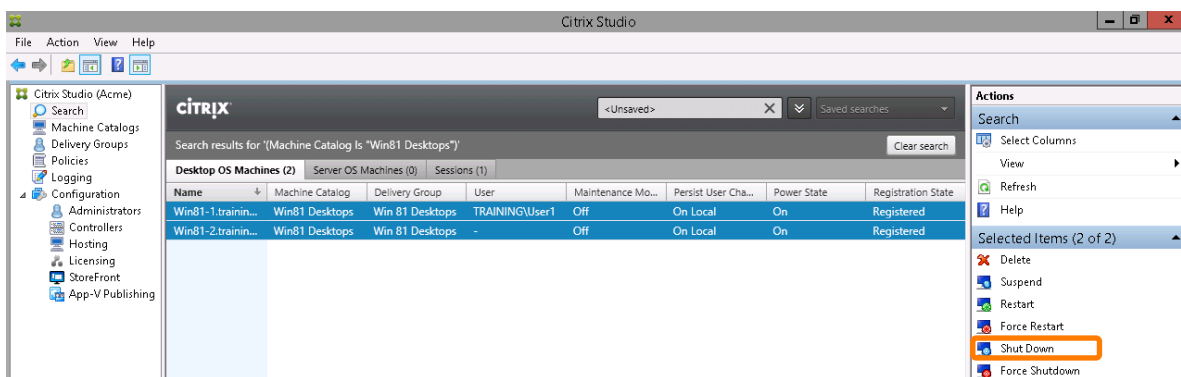 Citrix Studio
File Action View Help
Citrix Studio (Acme)
Search
Machine Catalogs
Delivery Groups
Policies
Logging
Configuration
Administrators
Controllers
Hosting
Licensing
StoreFront
App-V Publishing
CITRIX <Unsaved> Saved searches
Search results for '(Machine Catalog Is "Win81 Desktops")' Clear search
Desktop OS Machines (2) Server OS Machines (0) Sessions (1)
Name Machine Catalog Delivery Group User Maintenance Mo... Persist User Cha... Power State Registration State
Win81-1.trainin... Win81 Desktops Win 81 Desktops TRAINING\User1 Off On Local On Registered
Win81-2.trainin... Win81 Desktops Win 81 Desktops - Off On Local On Registered
Actions
Search
Select Columns
View
Refresh
Help
Selected Items (2 of 2)
Delete
Suspend
Restart
Force Restart
Shut Down
Force Shutdown